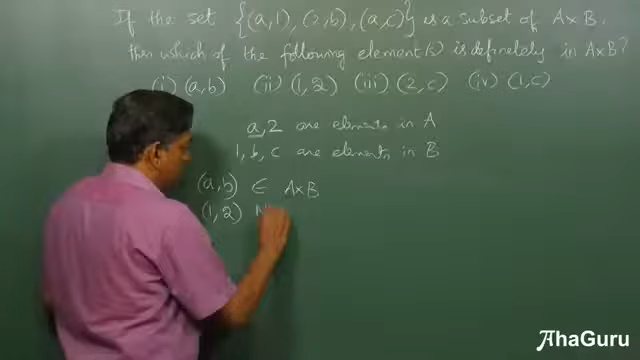 If the set {(a,1), (2,b), (a,c)} is a subset of A×B.
then which of the following element(s) is definetely in A×B?
(i) (a,b) (ii) (1,2) (iii) (2,c) (iv) (1,c)
a,2 are elements in A
1,b,c are elements in B
(a,b) ∈ A×B
(1,2) N
AhaGuru